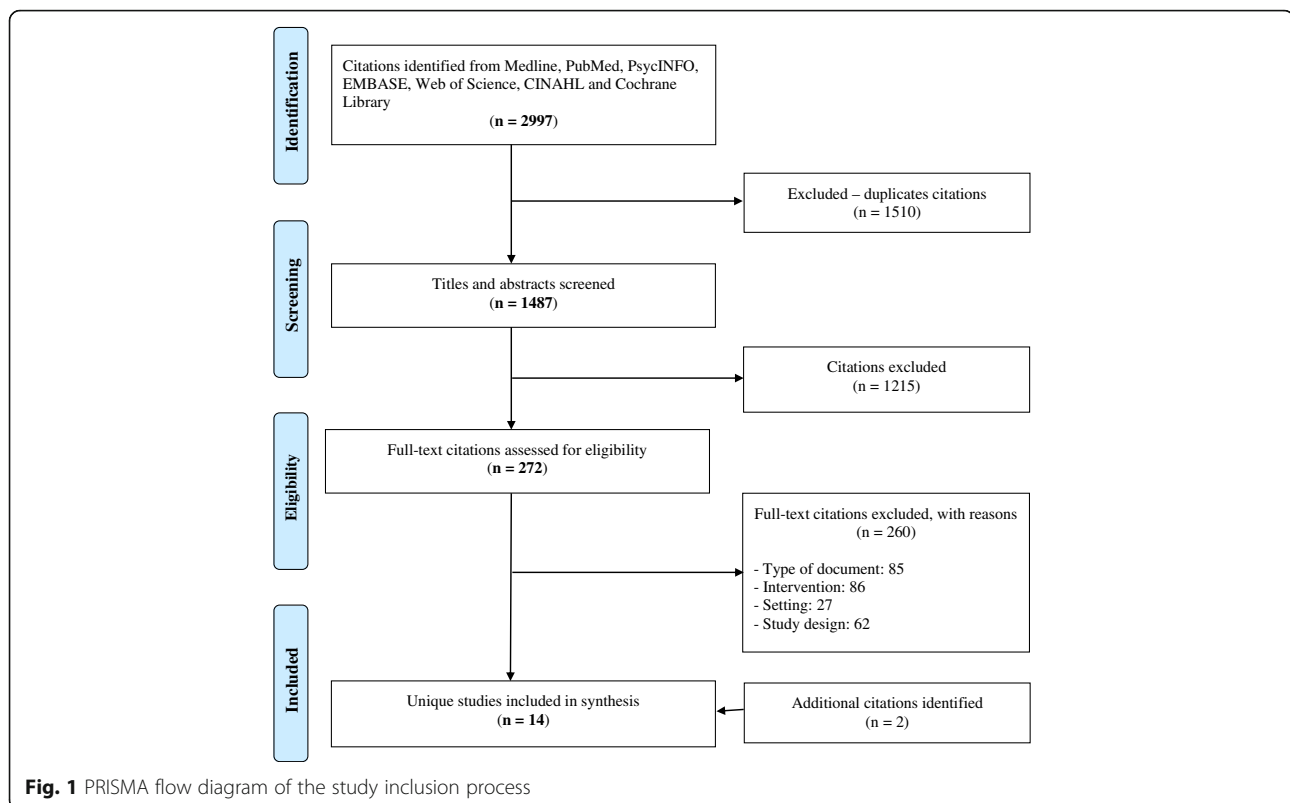 Identification
Citations identified from Medline, PubMed, PsycINFO,
EMBASE, Web of Science, CINAHL and Cochrane
Library
(n = 2997)
Excluded – duplicates citations
(n = 1510)
Screening
Titles and abstracts screened
(n = 1487)
Citations excluded
(n = 1215)
Eligibility
Full-text citations assessed for eligibility
(n = 272)
Full-text citations excluded, with reasons
(n = 260)
- Type of document: 85
- Intervention: 86
- Setting: 27
- Study design: 62
Included
Unique studies included in synthesis
(n = 14)
Additional citations identified
(n = 2)
Fig. 1 PRISMA flow diagram of the study inclusion process